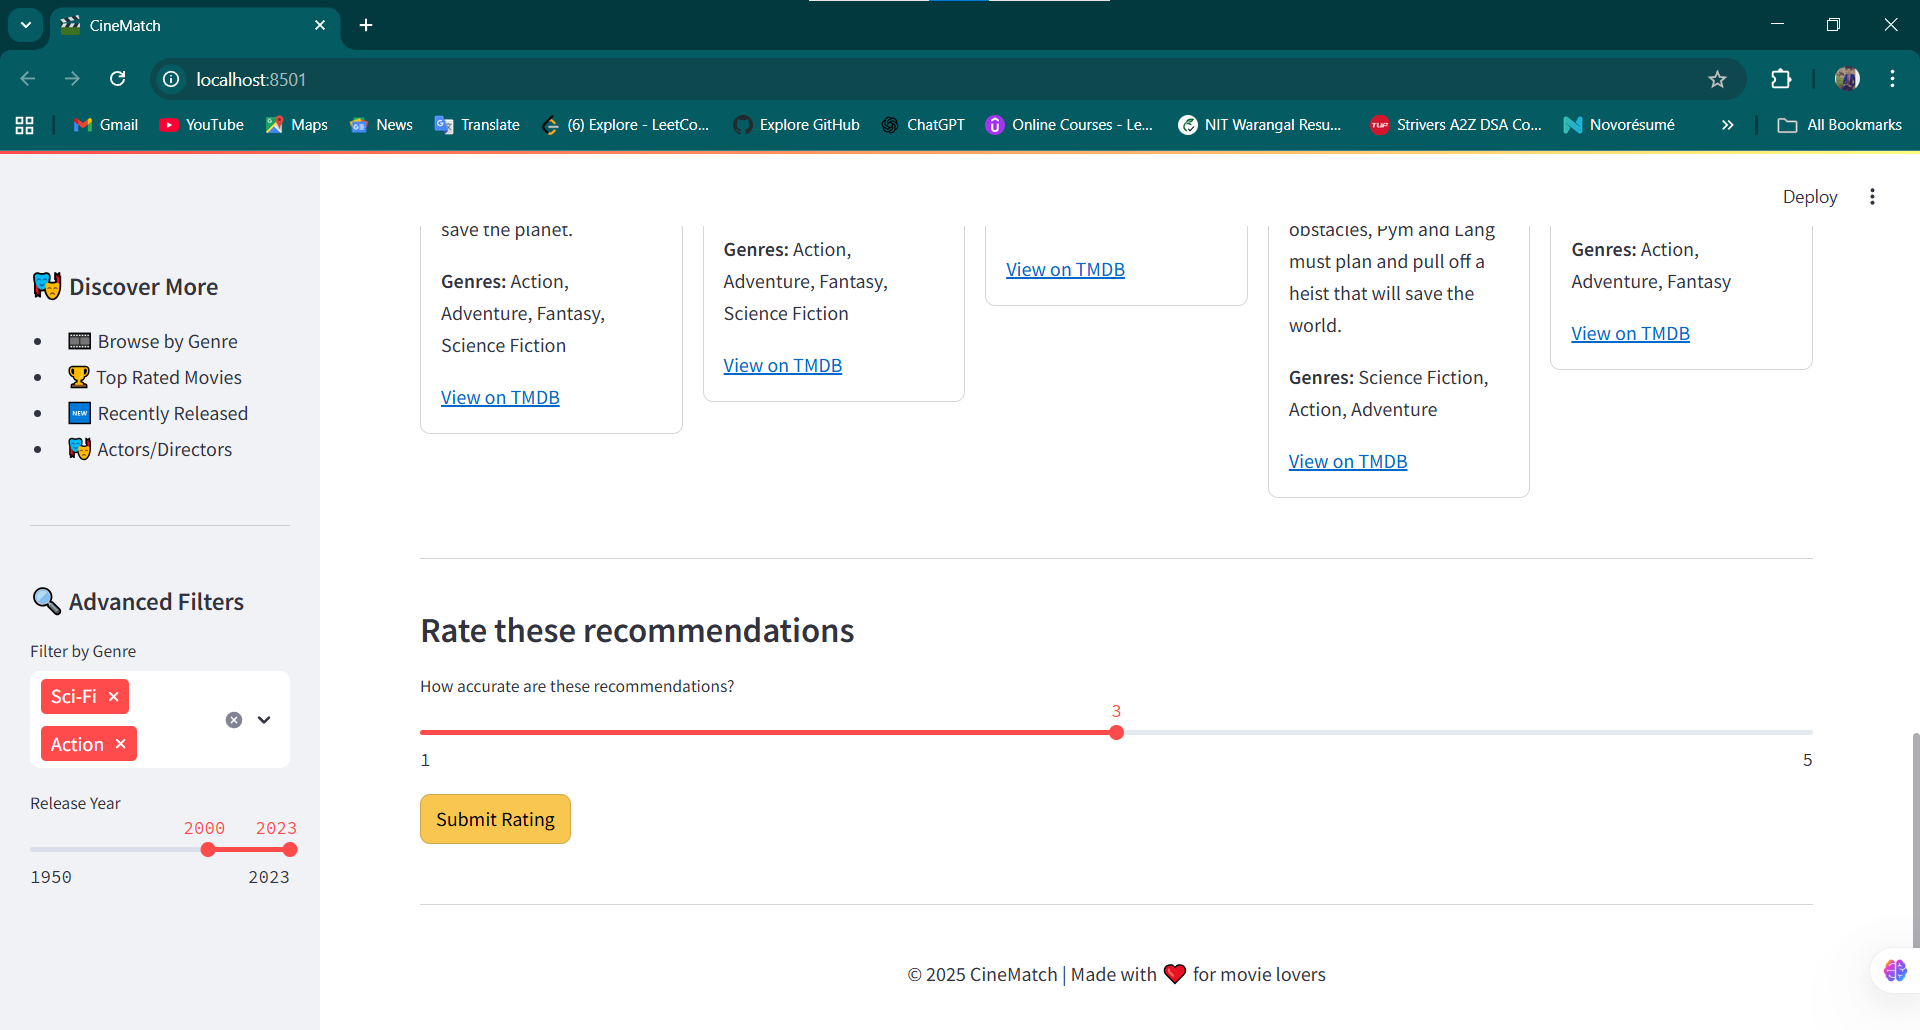 CineMatch
localhost:8501
Gmail
YouTube
Maps
News
Translate
(6) Explore - LeetCo...
Explore GitHub
ChatGPT
Online Courses - Le...
NIT Warangal Resu...
TUF
Strivers A2Z DSA Co...
Novorésumé
All Bookmarks
Deploy
Discover More
Browse by Genre
Top Rated Movies
NEW
Recently Released
Actors/Directors
Advanced Filters
Filter by Genre
Sci-Fi
Action
Release Year
2000 2023
1950 2023
save the planet.
Genres: Action,
Adventure, Fantasy,
Science Fiction
View on TMDB
Genres: Action,
Adventure, Fantasy,
Science Fiction
View on TMDB
View on TMDB
obstacles, Pym and Lang
must plan and pull off a
heist that will save the
world.
Genres: Science Fiction,
Action, Adventure
View on TMDB
Genres: Action,
Adventure, Fantasy
View on TMDB
Rate these recommendations
How accurate are these recommendations?
3
1 5
Submit Rating
© 2025 CineMatch | Made with ❤️ for movie lovers